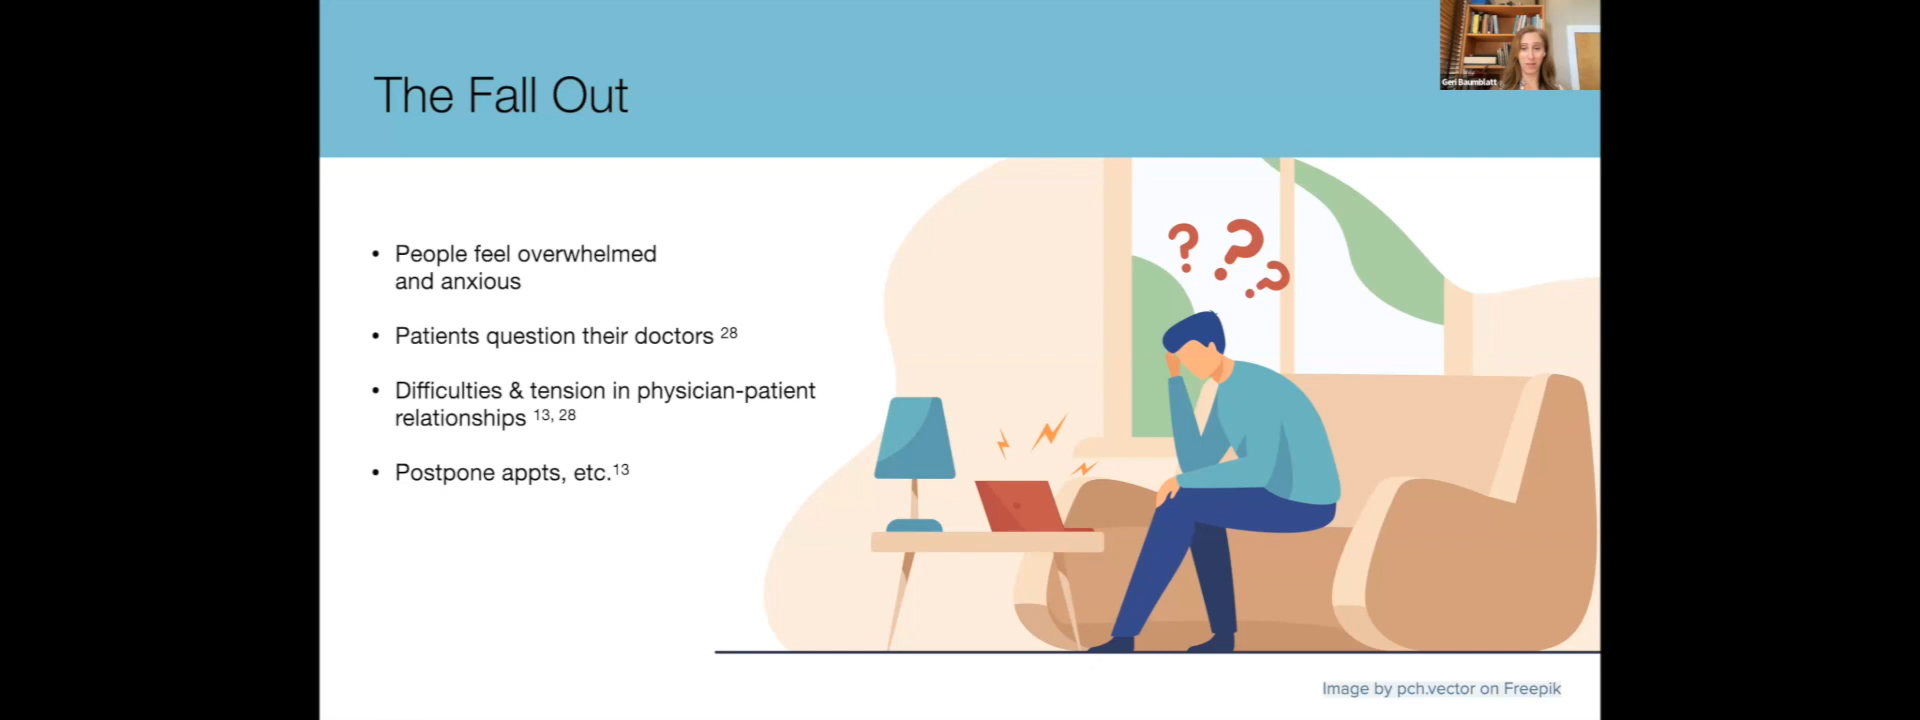 The Fall Out
Geri Baumblatt
• People feel overwhelmed
and anxious
• Patients question their doctors 28
• Difficulties & tension in physician-patient
relationships 13, 28
• Postpone appts, etc.13
? ? ?
Image by pch.vector on Freepik